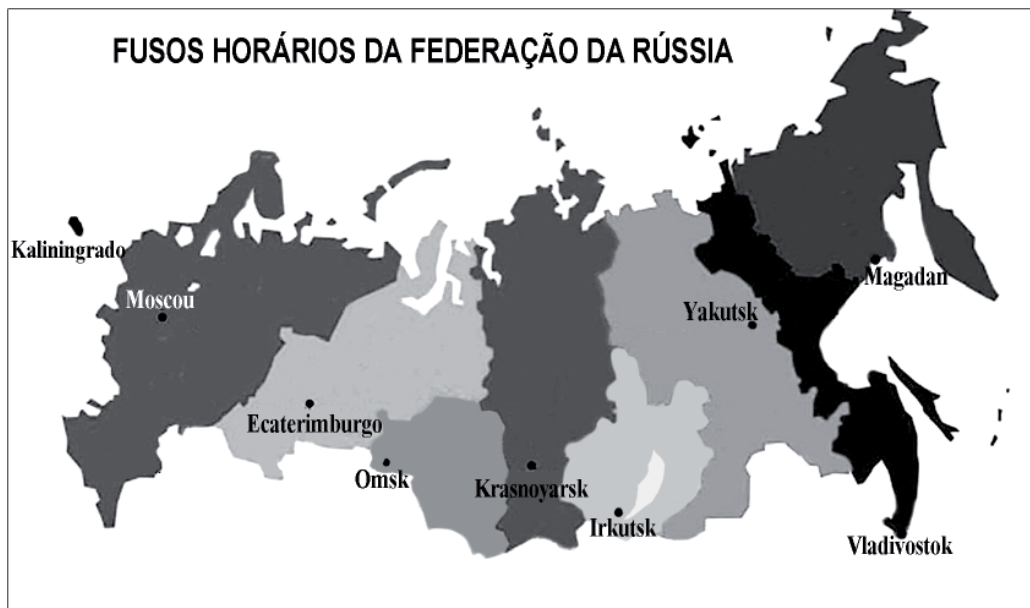 FUSOS HORÁRIOS DA FEDERAÇÃO DA RÚSSIA
Kaliningrado
Moscou
Magadan
Yakutsk
Ecaterimburgo
Omsk
Krasnoyarsk
Irkutsk
Vladivostok